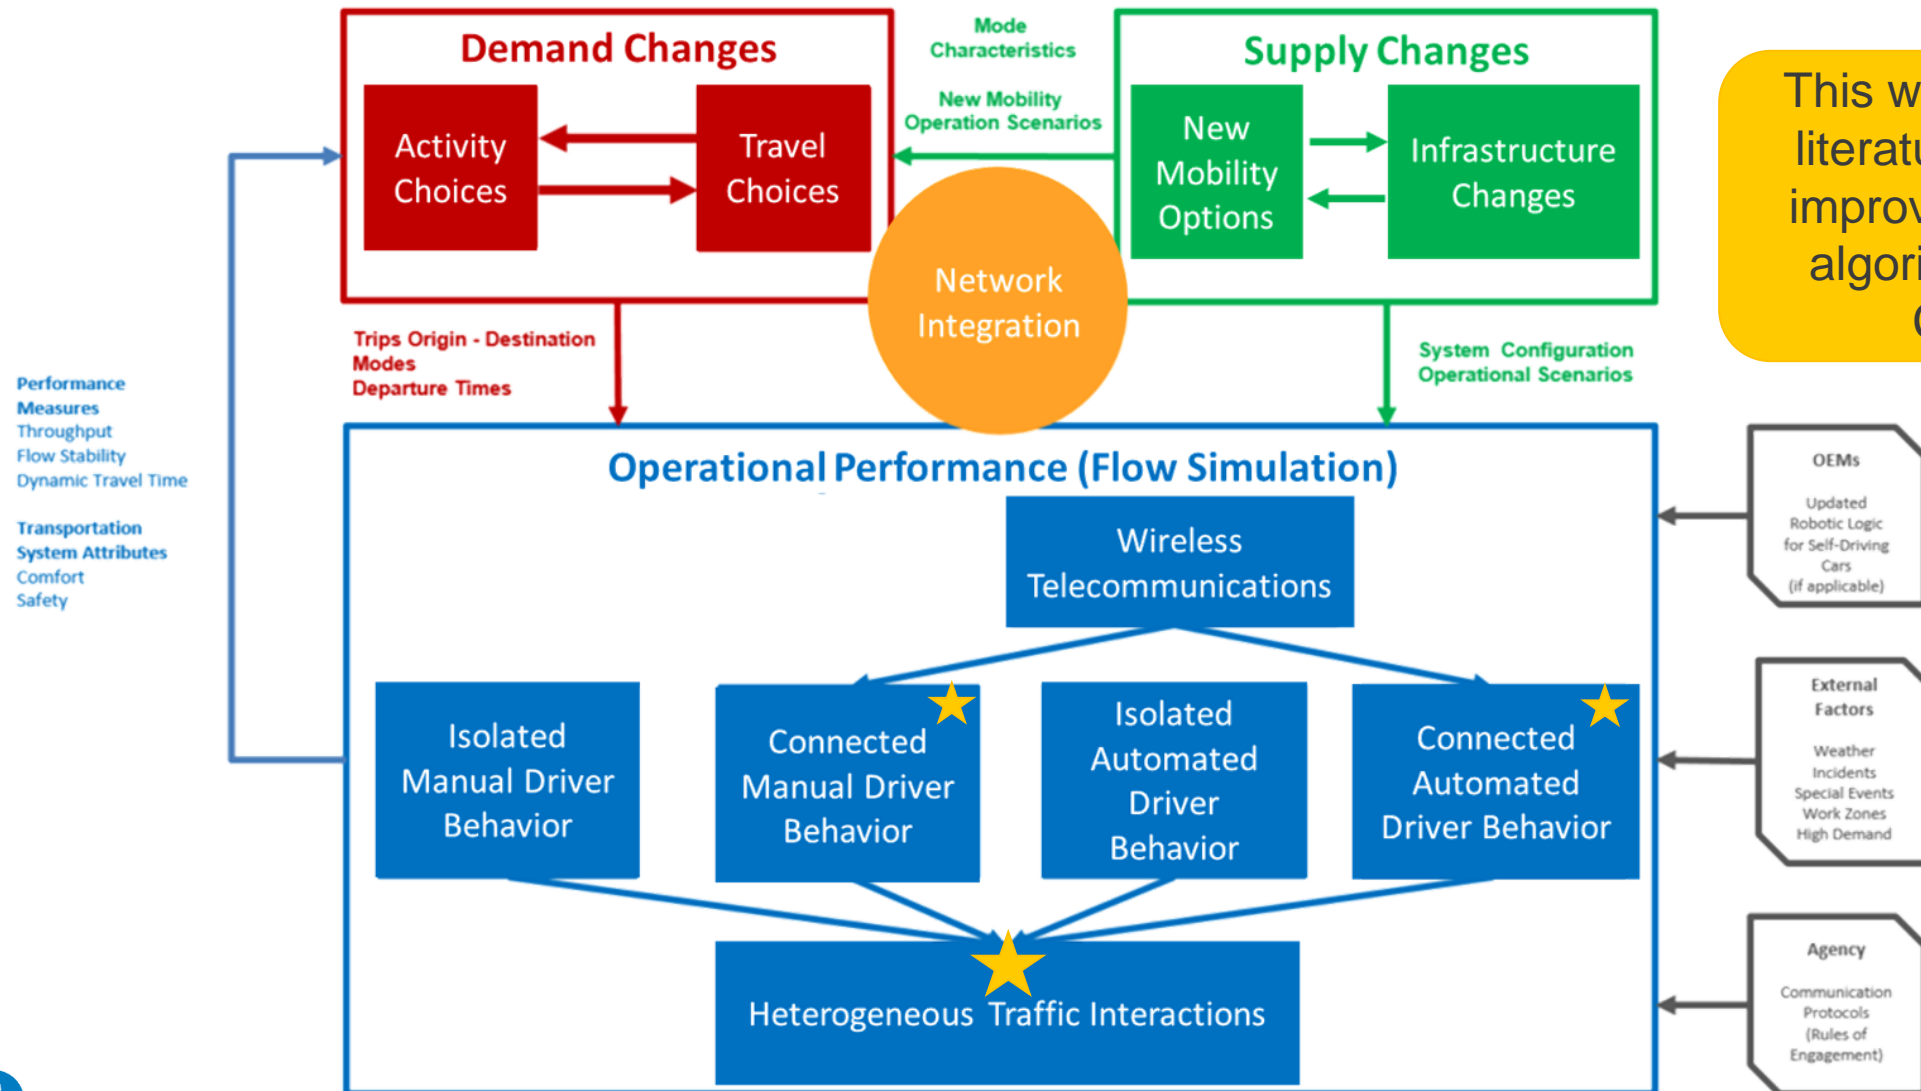 Demand Changes
Activity
Choices
Travel
Choices
Mode
Characteristics
New Mobility
Operation Scenarios
Supply Changes
New
Mobility
Options
Infrastructure
Changes
This w
literatu
improv
algori
Network
Integration
Trips Origin - Destination
Modes
Departure Times
System Configuration
Operational Scenarios
Performance
Measures
Throughput
Flow Stability
Dynamic Travel Time
Transportation
System Attributes
Comfort
Safety
Operational Performance (Flow Simulation)
Wireless
Telecommunications
Isolated
Manual Driver
Behavior
Connected
Manual Driver
Behavior
Isolated
Automated
Driver
Behavior
Connected
Automated
Driver Behavior
Heterogeneous Traffic Interactions
OEMs
Updated
Robotic Logic
for Self-Driving
Cars
(if applicable)
External
Factors
Weather
Incidents
Special Events
Work Zones
High Demand
Agency
Communication
Protocols
(Rules of
Engagement)